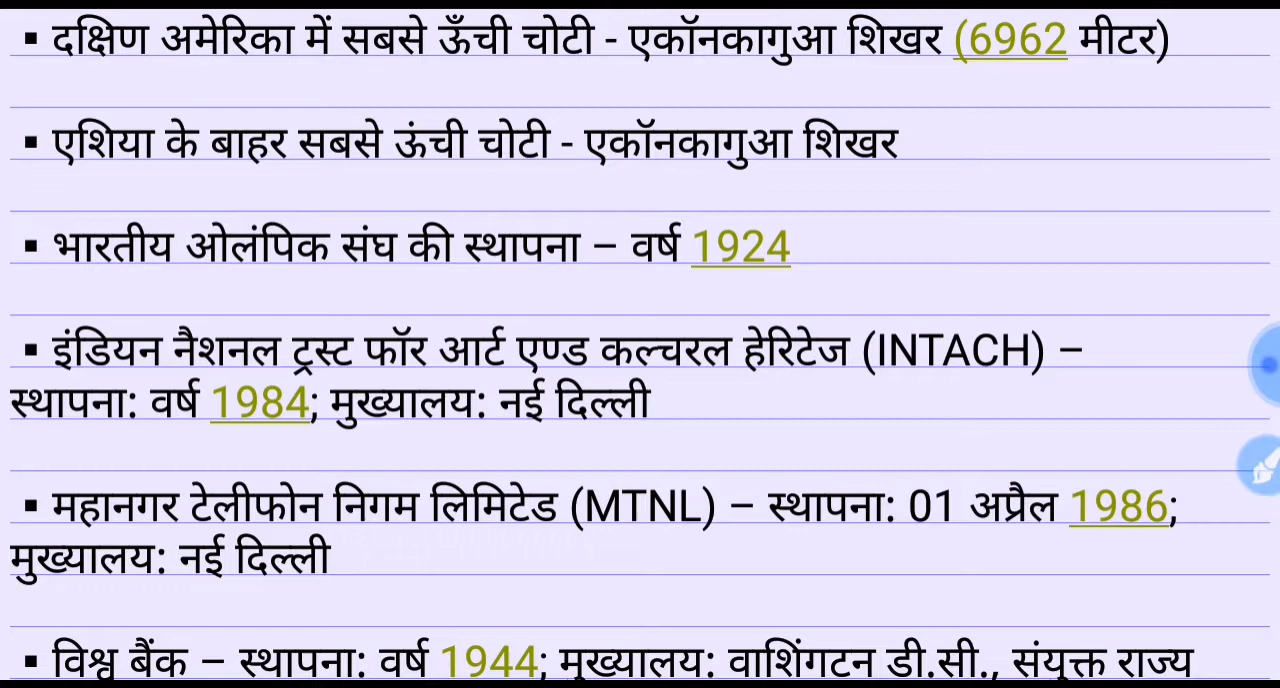 ▪ दक्षिण अमेरिका में सबसे ऊँची चोटी - एकॉनकागुआ शिखर (6962 मीटर)
▪ एशिया के बाहर सबसे ऊंची चोटी - एकॉनकागुआ शिखर
▪ भारतीय ओलंपिक संघ की स्थापना – वर्ष 1924
▪ इंडियन नैशनल ट्रस्ट फॉर आर्ट एण्ड कल्चरल हेरिटेज (INTACH) –
स्थापना: वर्ष 1984; मुख्यालय: नई दिल्ली
▪ महानगर टेलीफोन निगम लिमिटेड (MTNL) – स्थापना: 01 अप्रैल 1986;
मुख्यालय: नई दिल्ली
▪ विश्व बैंक – स्थापना: वर्ष 1944; मुख्यालय: वाशिंगटन डी.सी., संयुक्त राज्य